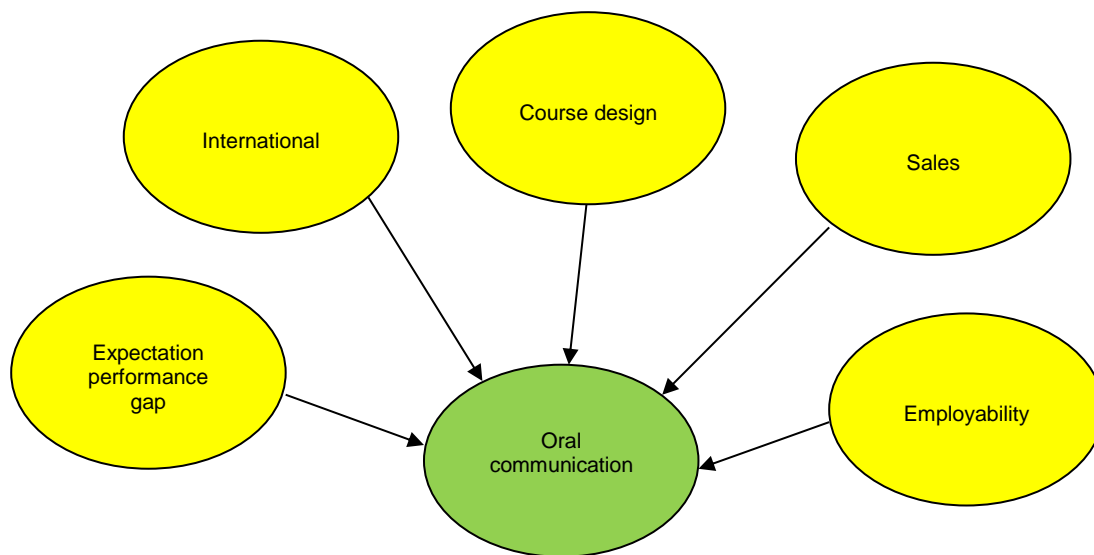 International
Course design
Sales
Expectation
performance
gap
Employability
Oral
communication